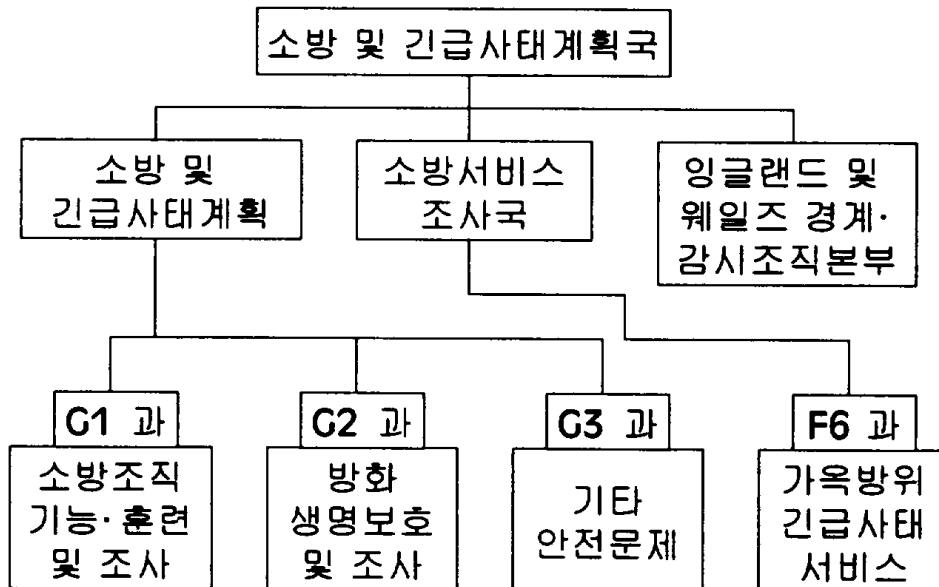 소방 및 긴급사태계획국
소방 및
긴급사태계획
소방서비스
조사국
잉글랜드 및
웨일즈 경계·
감시조직본부
G1 과
소방조직
기능·훈련
및 조사
G2 과
방화
생명보호
및 조사
G3 과
기타
안전문제
F6 과
가옥방위
긴급사태
서비스